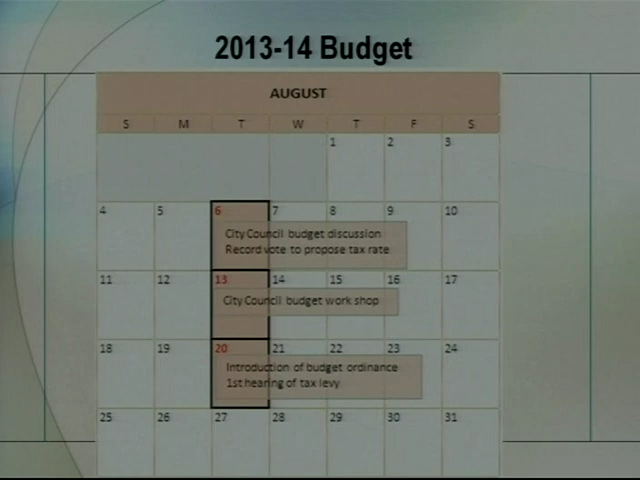 2013-14 Budget
AUGUST
S M T W T F S
1 2 3
4 5 6 7 8 9 10
City Council budget discussion
Record vote to propose tax rate
11 12 13 14 15 16 17
City Council budget work shop
18 19 20 21 22 23 24
Introduction of budget ordinance
1st hearing of tax levy
25 26 27 28 29 30 31